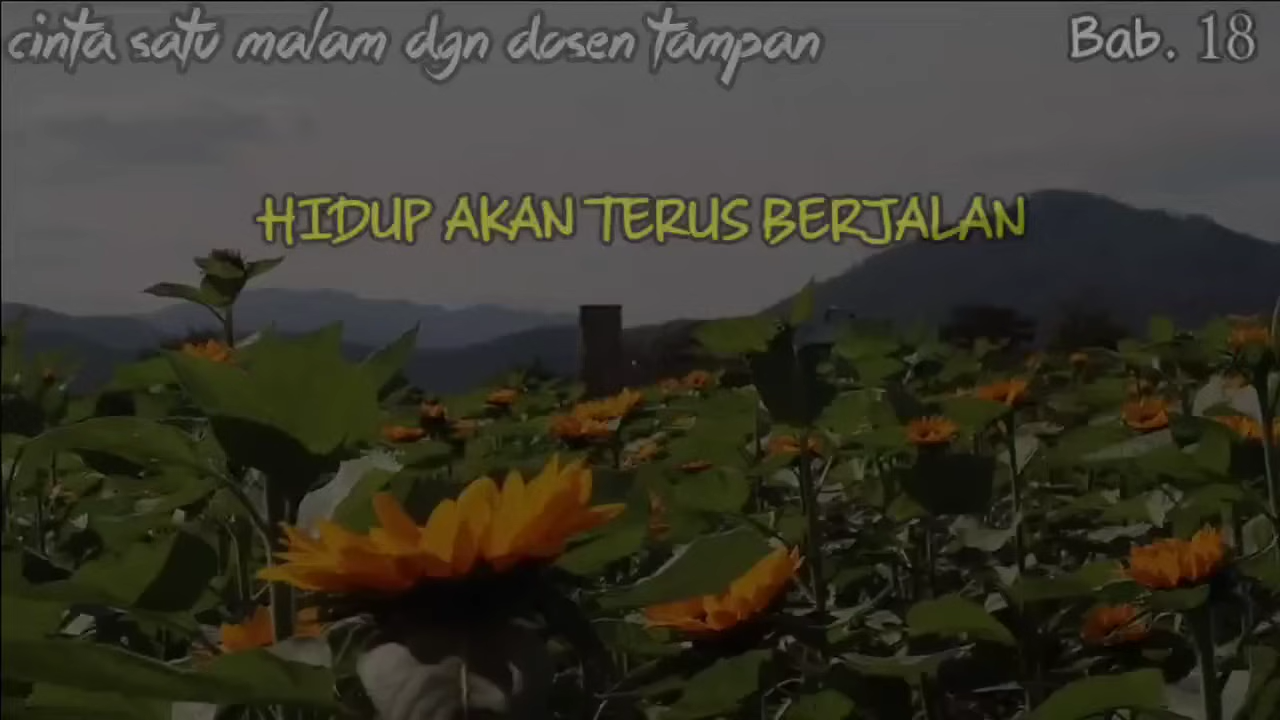 cinta satu malam dgn dosen tampan
Bab. 18
HIDUP AKAN TERUS BERJALAN